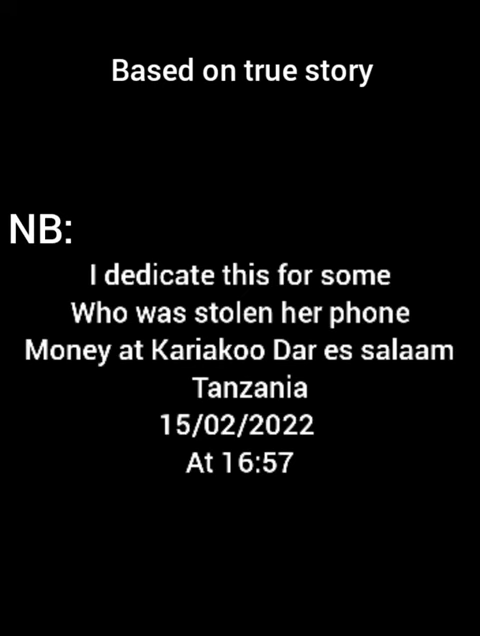 Based on true story
NB:
I dedicate this for some
Who was stolen her phone
Money at Kariakoo Dar es salaam
Tanzania
15/02/2022
At 16:57